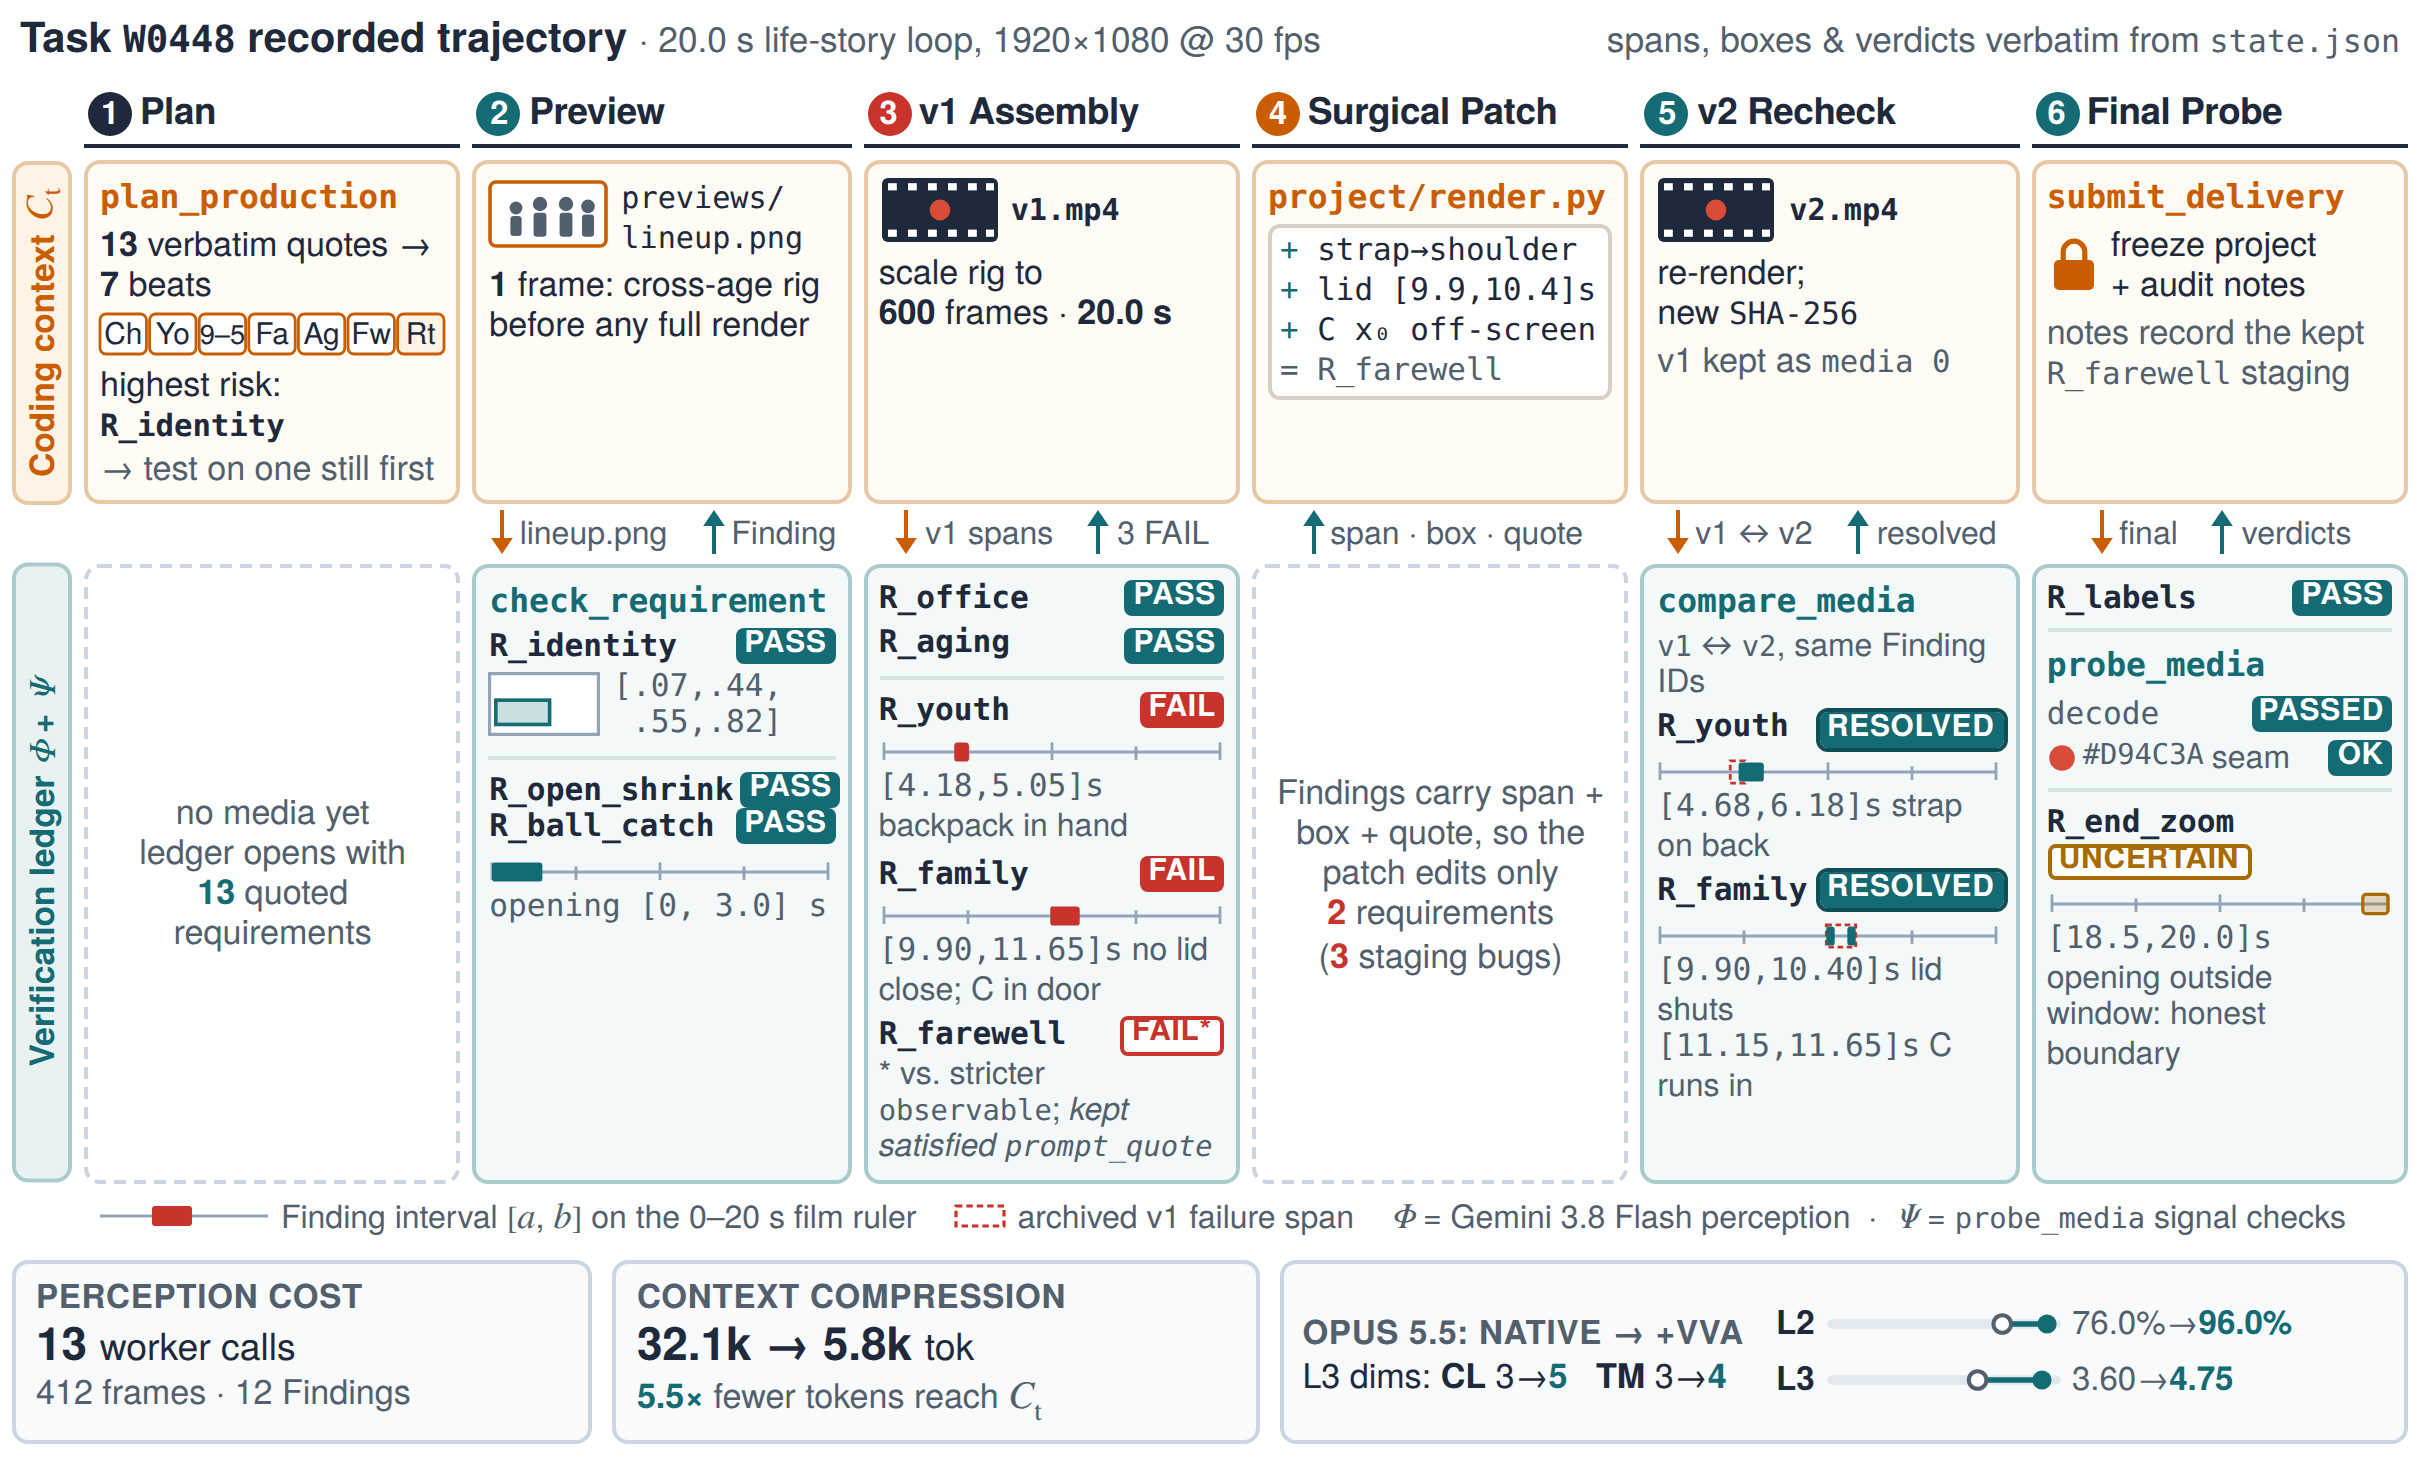 Task W0448 recorded trajectory · 20.0 s life-story loop, 1920×1080 @ 30 fps
spans, boxes & verdicts verbatim from state.json
1 Plan
2 Preview
3 v1 Assembly
4 Surgical Patch
5 v2 Recheck
6 Final Probe
Coding context Ct
plan_production
13 verbatim quotes →
7 beats
Ch Yo 9–5 Fa Ag Fw Rt
highest risk:
R_identity
→ test on one still first
previews/
lineup.png
1 frame: cross-age rig
before any full render
v1.mp4
scale rig to
600 frames · 20.0 s
project/render.py
+ strap→shoulder
+ lid [9.9,10.4]s
+ C x₀ off-screen
= R_farewell
v2.mp4
re-render;
new SHA-256
v1 kept as media 0
submit_delivery
freeze project
+ audit notes
notes record the kept
R_farewell staging
↓ lineup.png ↑ Finding
↓ v1 spans ↑ 3 FAIL
↑ span · box · quote
↓ v1 ↔ v2 ↑ resolved
↓ final ↑ verdicts
Verification ledger Φ + Ψ
no media yet
ledger opens with
13 quoted
requirements
check_requirement
R_identity PASS
[.07,.44,
.55,.82]
R_open_shrink PASS
R_ball_catch PASS
opening [0, 3.0] s
R_office PASS
R_aging PASS
R_youth FAIL
[4.18,5.05]s
backpack in hand
R_family FAIL
[9.90,11.65]s no lid
close; C in door
R_farewell FAIL*
* vs. stricter
observable; kept
satisfied prompt_quote
Findings carry span +
box + quote, so the
patch edits only
2 requirements
(3 staging bugs)
compare_media
v1 ↔ v2, same Finding
IDs
R_youth RESOLVED
[4.68,6.18]s strap
on back
R_family RESOLVED
[9.90,10.40]s lid
shuts
[11.15,11.65]s C
runs in
R_labels PASS
probe_media
decode PASSED
#D94C3A seam OK
R_end_zoom
UNCERTAIN
[18.5,20.0]s
opening outside
window: honest
boundary
Finding interval [a, b] on the 0–20 s film ruler
archived v1 failure span
Φ = Gemini 3.8 Flash perception · Ψ = probe_media signal checks
PERCEPTION COST
13 worker calls
412 frames · 12 Findings
CONTEXT COMPRESSION
32.1k → 5.8k tok
5.5× fewer tokens reach Ct
OPUS 5.5: NATIVE → +VVA
L3 dims: CL 3→5 TM 3→4
L2 76.0%→96.0%
L3 3.60→4.75